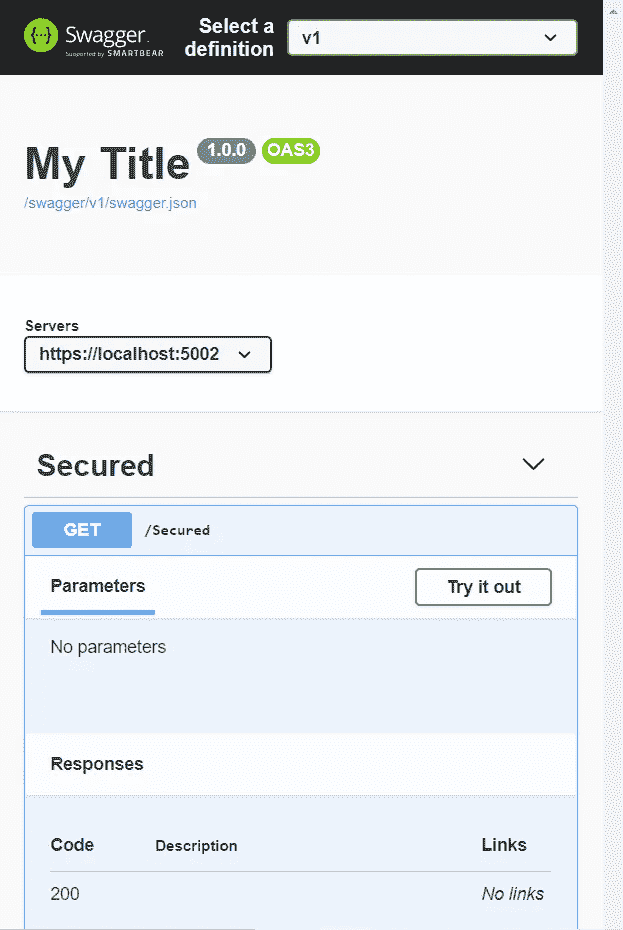 Swagger.
Supported by SMARTBEAR
Select a
definition
v1
My Title 1.0.0 OAS3
/swagger/v1/swagger.json
Servers
https://localhost:5002
Secured
GET /Secured
Parameters
Try it out
No parameters
Responses
Code Description Links
200 No links